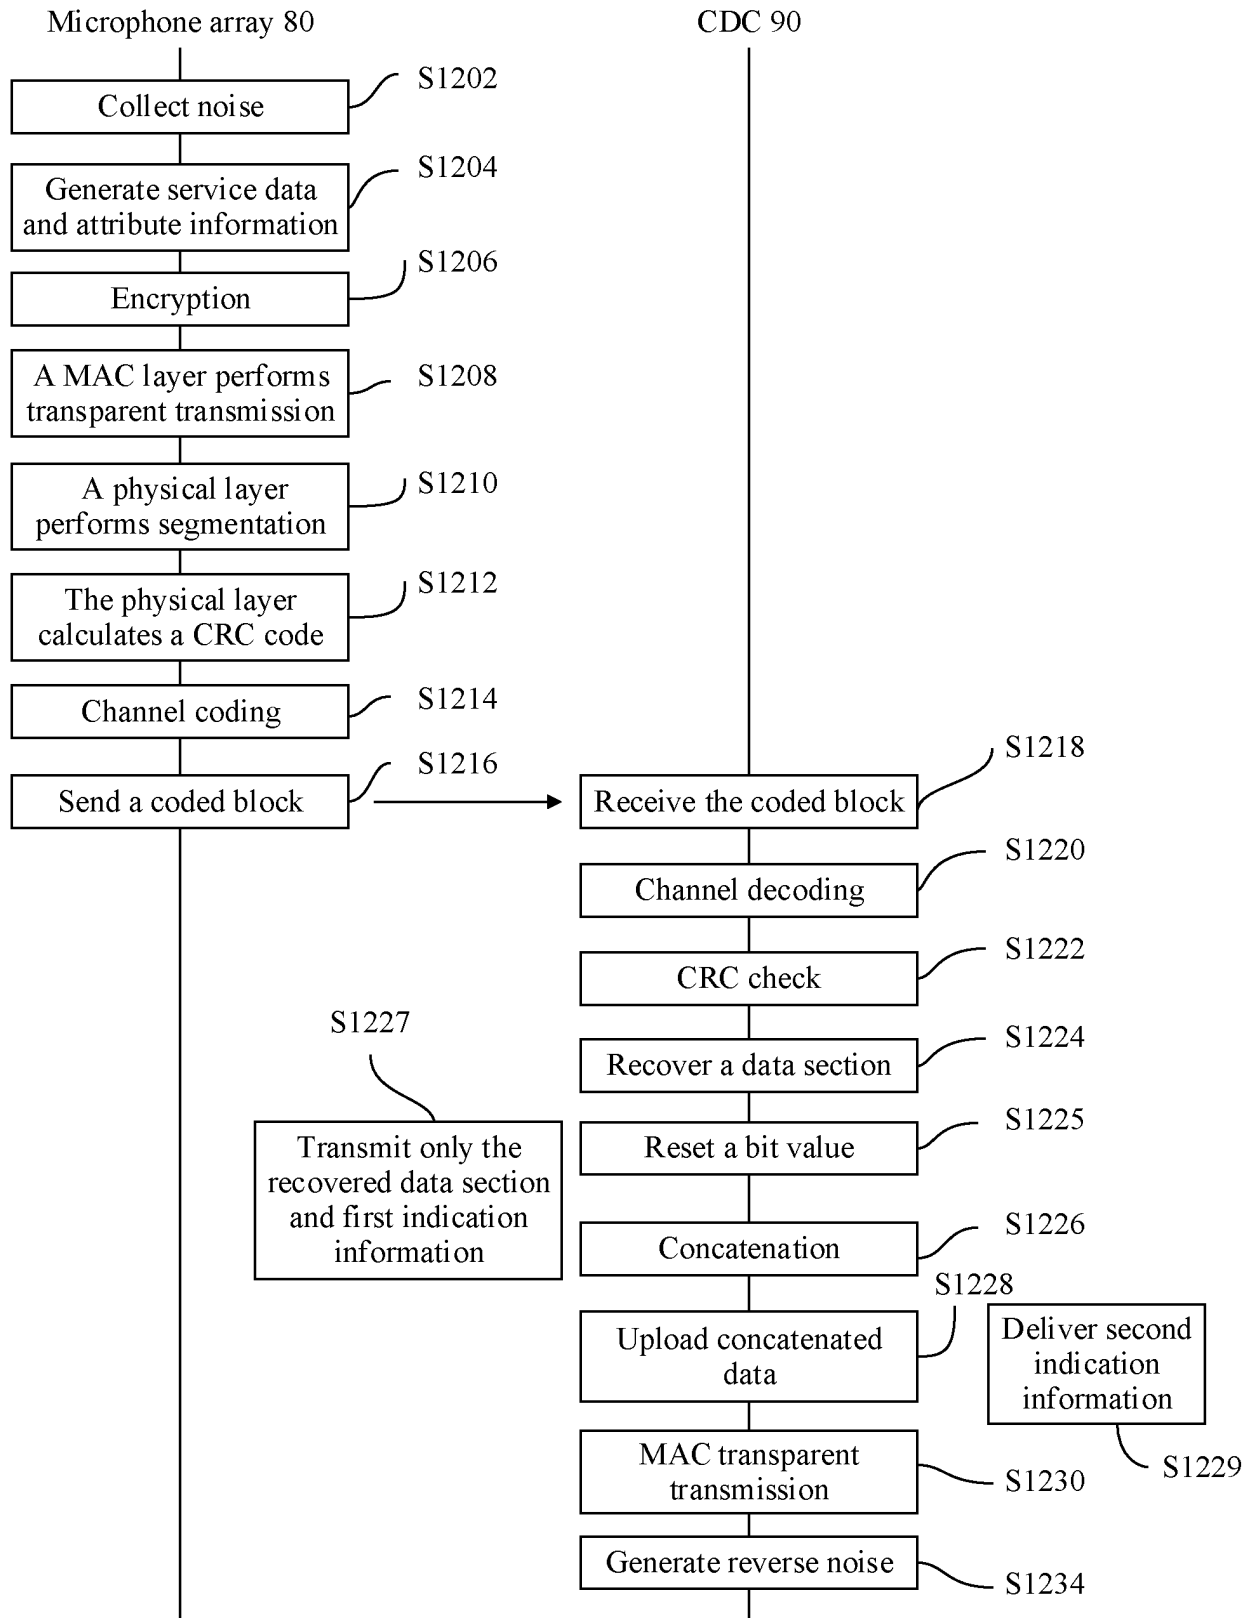 Microphone array 80
CDC 90
Collect noise
S1202
Generate service data
and attribute information
S1204
Encryption
S1206
A MAC layer performs
transparent transmission
S1208
A physical layer
performs segmentation
S1210
The physical layer
calculates a CRC code
S1212
Channel coding
S1214
Send a coded block
S1216
Receive the coded block
S1218
Channel decoding
S1220
CRC check
S1222
Recover a data section
S1224
Reset a bit value
S1225
S1227
Transmit only the
recovered data section
and first indication
information
Concatenation
S1226
Upload concatenated
data
S1228
Deliver second
indication
information
S1229
MAC transparent
transmission
S1230
Generate reverse noise
S1234